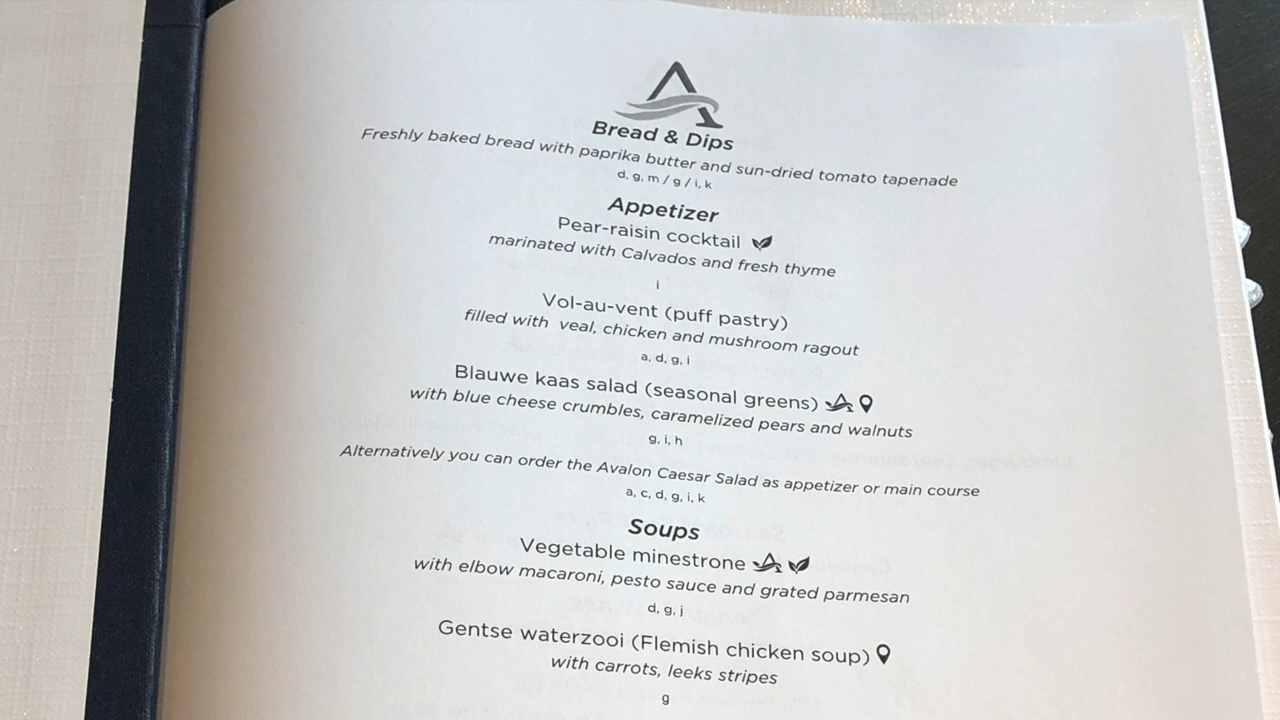 Bread & Dips
Freshly baked bread with paprika butter and sun-dried tomato tapenade
d, g, m / g / i, k
Appetizer
Pear-raisin cocktail
marinated with Calvados and fresh thyme
i
Vol-au-vent (puff pastry)
filled with veal, chicken and mushroom ragout
a, d, g, i
Blauwe kaas salad (seasonal greens)
with blue cheese crumbles, caramelized pears and walnuts
g, i, h
Alternatively you can order the Avalon Caesar Salad as appetizer or main course
a, c, d, g, i, k
Soups
Vegetable minestrone
with elbow macaroni, pesto sauce and grated parmesan
d, g, j
Gentse waterzooi (Flemish chicken soup)
with carrots, leeks stripes
g